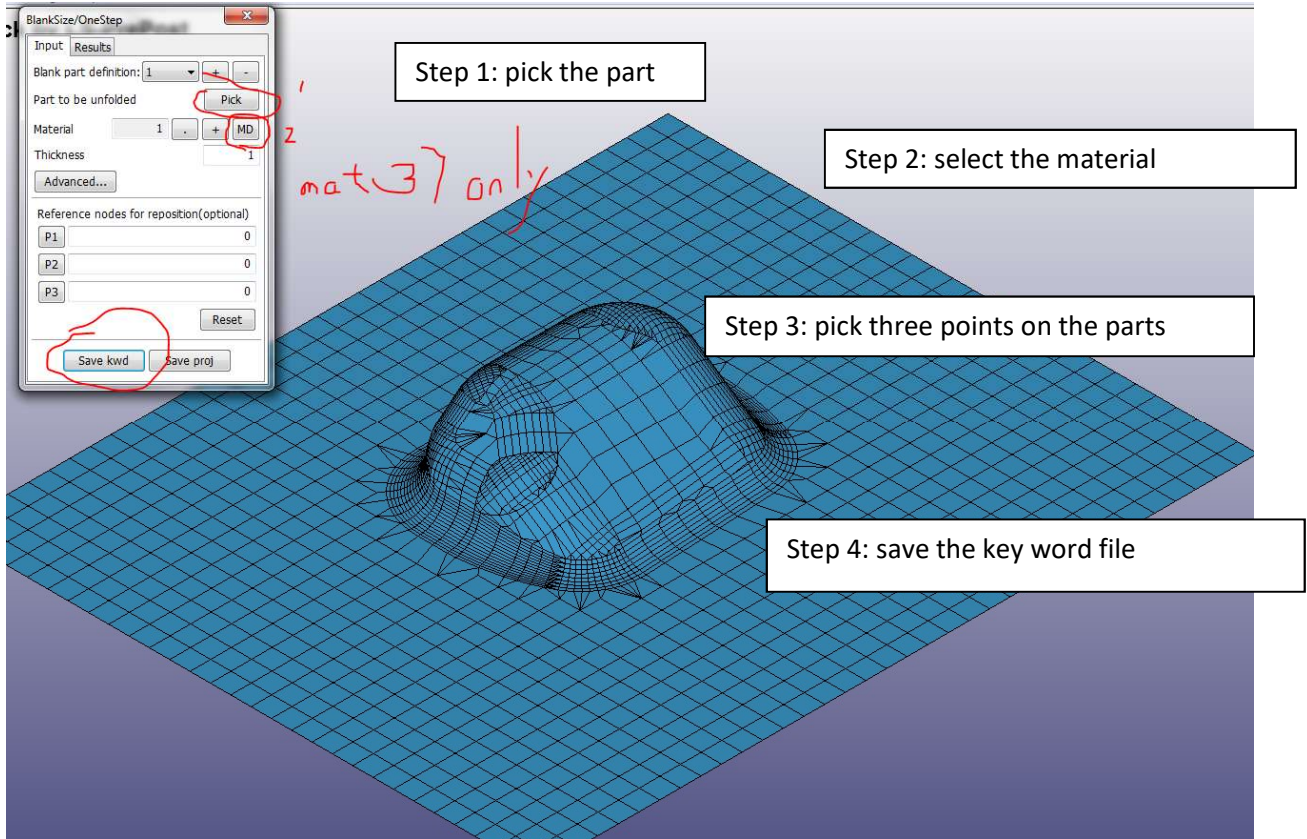 BlankSize/OneStep
Input Results
Blank part definition: 1 + -
Part to be unfolded Pick
Material 1 . + MD
Thickness 1
Advanced...
Reference nodes for reposition(optional)
P1 0
P2 0
P3 0
Reset
Save kwd Save proj
1
2
mat37 only
Step 1: pick the part
Step 2: select the material
Step 3: pick three points on the parts
Step 4: save the key word file